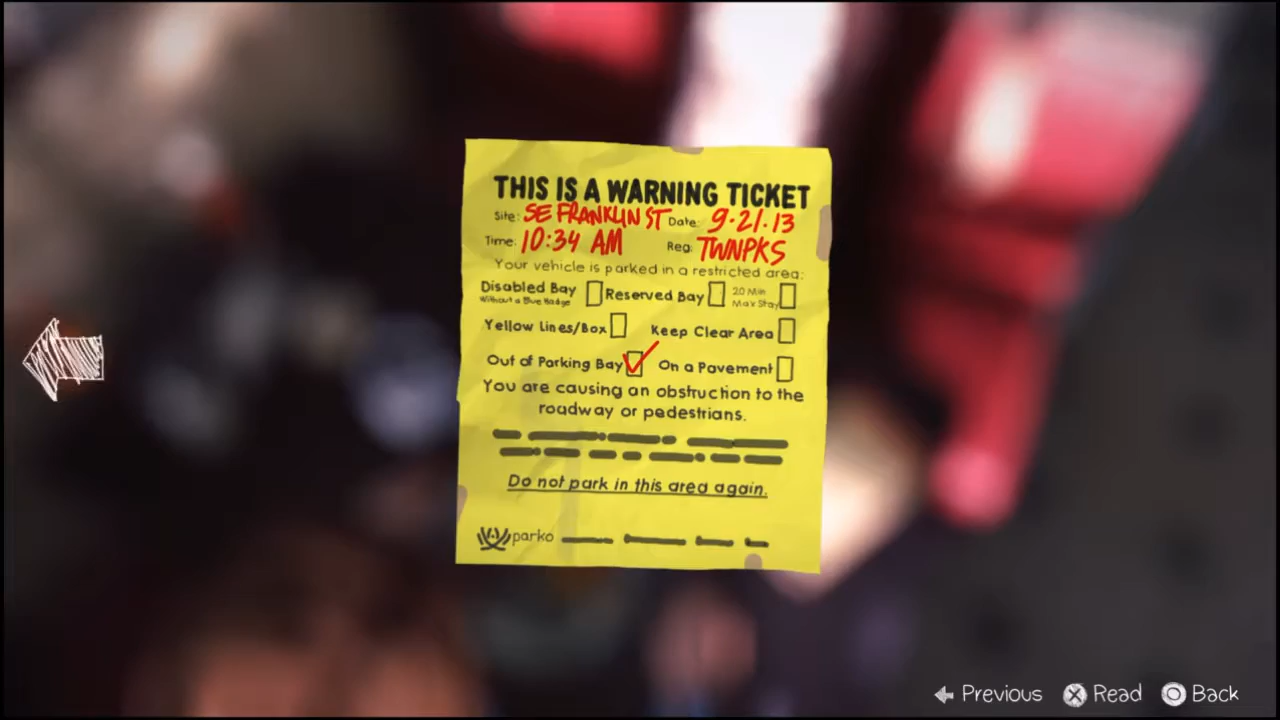 THIS IS A WARNING TICKET
Site: SE FRANKLIN ST Date: 9·21·13
Time: 10:34 AM Reg: TWNPKS
Your vehicle is parked in a restricted area:
Disabled Bay Reserved Bay 20 Min
Without a Blue Badge Max Stay
Yellow Lines/Box Keep Clear Area
Out of Parking Bay On a Pavement
You are causing an obstruction to the
roadway or pedestrians.
Do not park in this area again.
parko
Previous Read Back